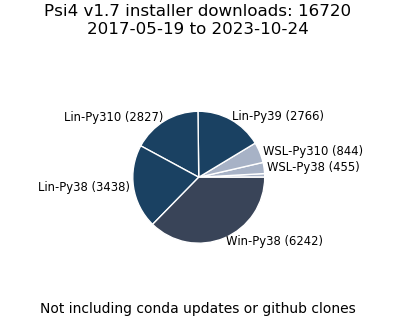 Psi4 v1.7 installer downloads: 16720
2017-05-19 to 2023-10-24
Lin-Py310 (2827)
Lin-Py39 (2766)
WSL-Py310 (844)
WSL-Py38 (455)
Lin-Py38 (3438)
Win-Py38 (6242)
Not including conda updates or github clones